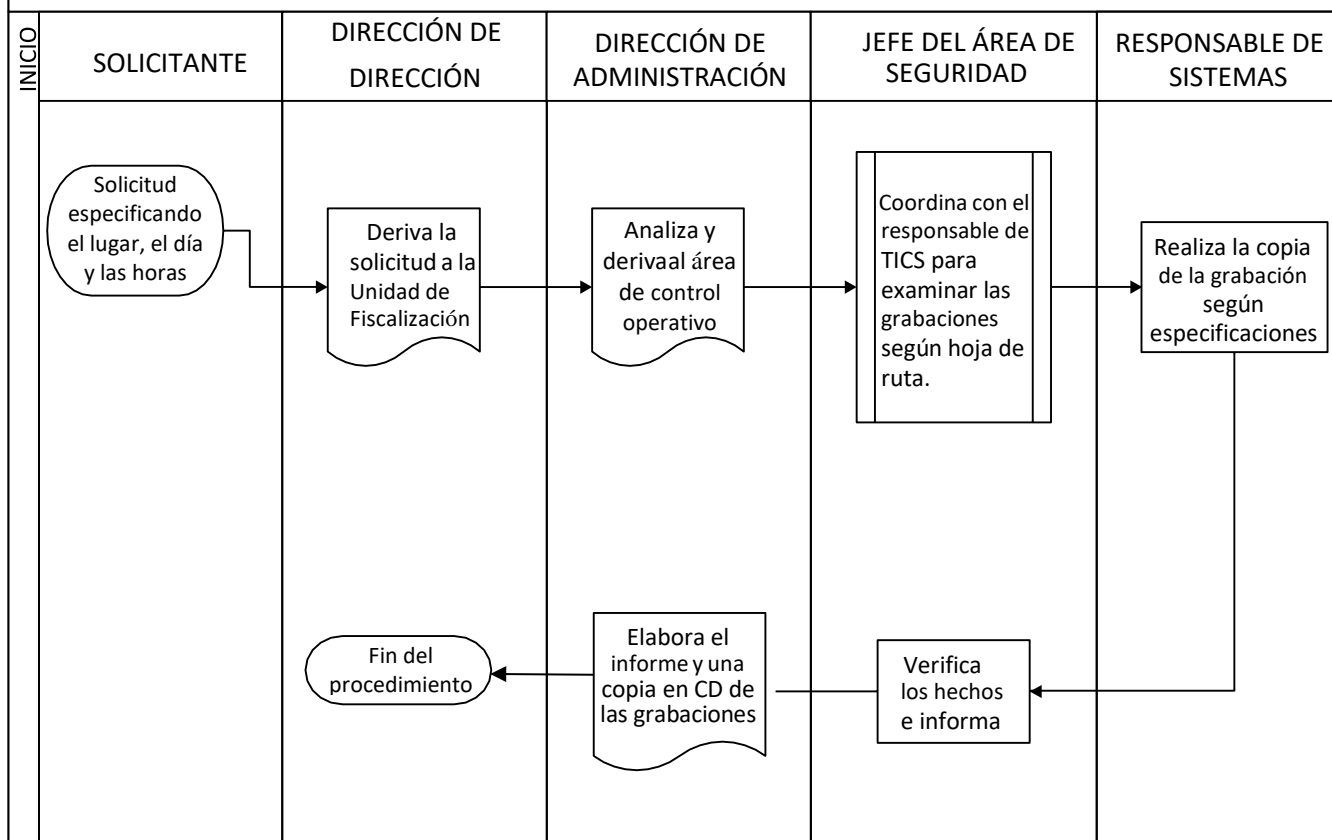 INICIO
SOLICITANTE
DIRECCIÓN DE
DIRECCIÓN
DIRECCIÓN DE
ADMINISTRACIÓN
JEFE DEL ÁREA DE
SEGURIDAD
RESPONSABLE DE
SISTEMAS
Solicitud
especificando
el lugar, el día
y las horas
Deriva la
solicitud a la
Unidad de
Fiscalización
Analiza y
derivaal área
de control
operativo
Coordina con el
responsable de
TICS para
examinar las
grabaciones
según hoja de
ruta.
Realiza la copia
de la grabación
según
especificaciones
Fin del
procedimiento
Elabora el
informe y una
copia en CD de
las grabaciones
Verifica
los hechos
e informa